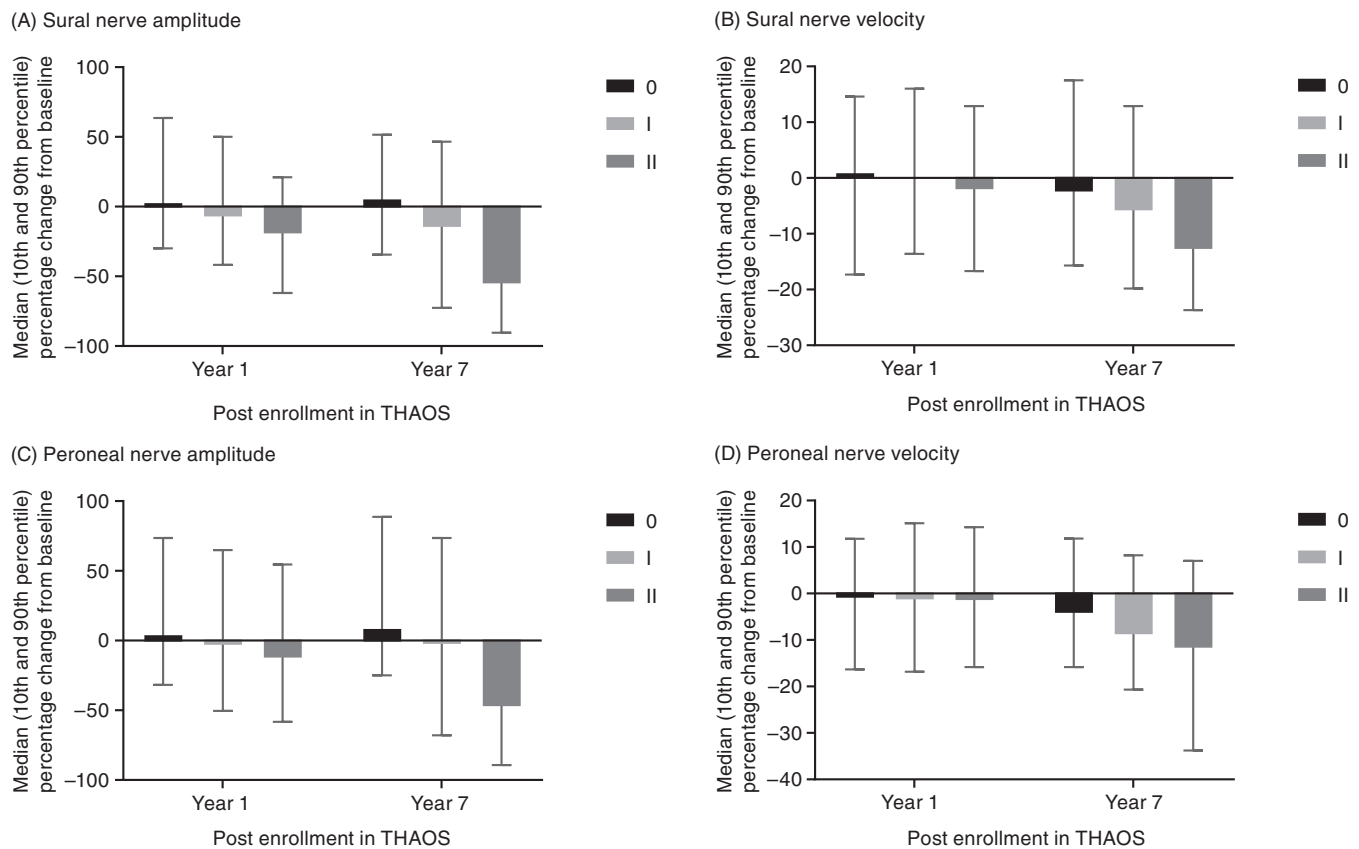 (A) Sural nerve amplitude
Median (10th and 90th percentile)
percentage change from baseline
100
50
0
−50
−100
Year 1
Year 7
Post enrollment in THAOS
0
I
II
(B) Sural nerve velocity
Median (10th and 90th percentile)
percentage change from baseline
20
10
0
−10
−20
−30
Year 1
Year 7
Post enrollment in THAOS
0
I
II
(C) Peroneal nerve amplitude
Median (10th and 90th percentile)
percentage change from baseline
100
50
0
−50
−100
Year 1
Year 7
Post enrollment in THAOS
0
I
II
(D) Peroneal nerve velocity
Median (10th and 90th percentile)
percentage change from baseline
20
10
0
−10
−20
−30
−40
Year 1
Year 7
Post enrollment in THAOS
0
I
II